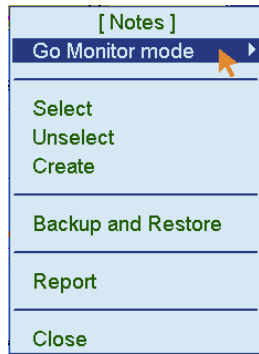 [ Notes ]
Go Monitor mode
Select
Unselect
Create
Backup and Restore
Report
Close